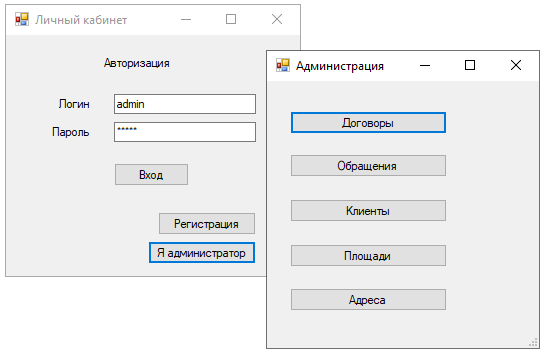 Личный кабинет
Авторизация
Логин admin
Пароль *****
Вход
Регистрация
Я администратор
Администрация
Договоры
Обращения
Клиенты
Площади
Адреса